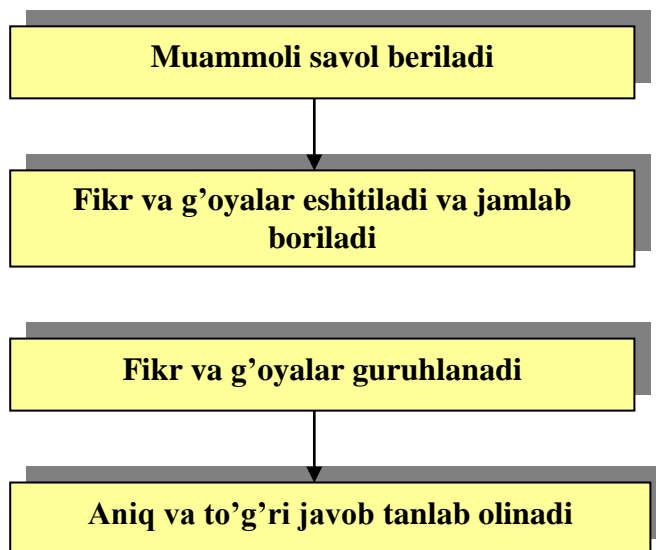 Muammoli savol beriladi
Fikr va g’oyalar eshitiladi va jamlab
boriladi
Fikr va g’oyalar guruhlanadi
Aniq va to’g’ri javob tanlab olinadi